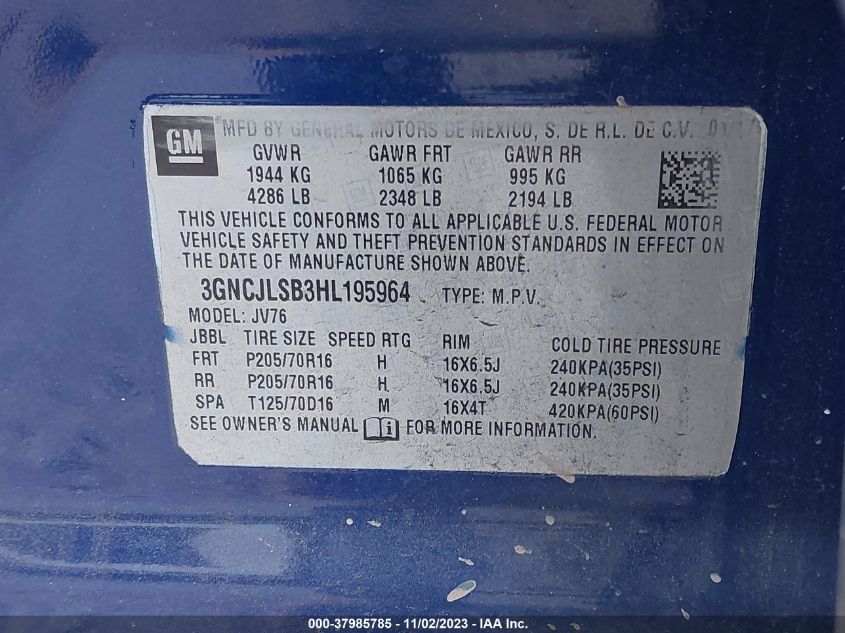 GM MFD BY GENERAL MOTORS DE MEXICO, S. DE R.L. DE C.V.
GVWR GAWR FRT GAWR RR
1944 KG 1065 KG 995 KG
4286 LB 2348 LB 2194 LB
THIS VEHICLE CONFORMS TO ALL APPLICABLE U.S. FEDERAL MOTOR
VEHICLE SAFETY AND THEFT PREVENTION STANDARDS IN EFFECT ON
THE DATE OF MANUFACTURE SHOWN ABOVE.
3GNCJLSB3HL195964 TYPE: M.P.V.
MODEL: JV76
JBBL TIRE SIZE SPEED RTG RIM COLD TIRE PRESSURE
FRT P205/70R16 H 16X6.5J 240KPA(35PSI)
RR P205/70R16 H 16X6.5J 240KPA(35PSI)
SPA T125/70D16 M 16X4T 420KPA(60PSI)
SEE OWNER'S MANUAL FOR MORE INFORMATION.
000-37985785 - 11/02/2023 - IAA Inc.